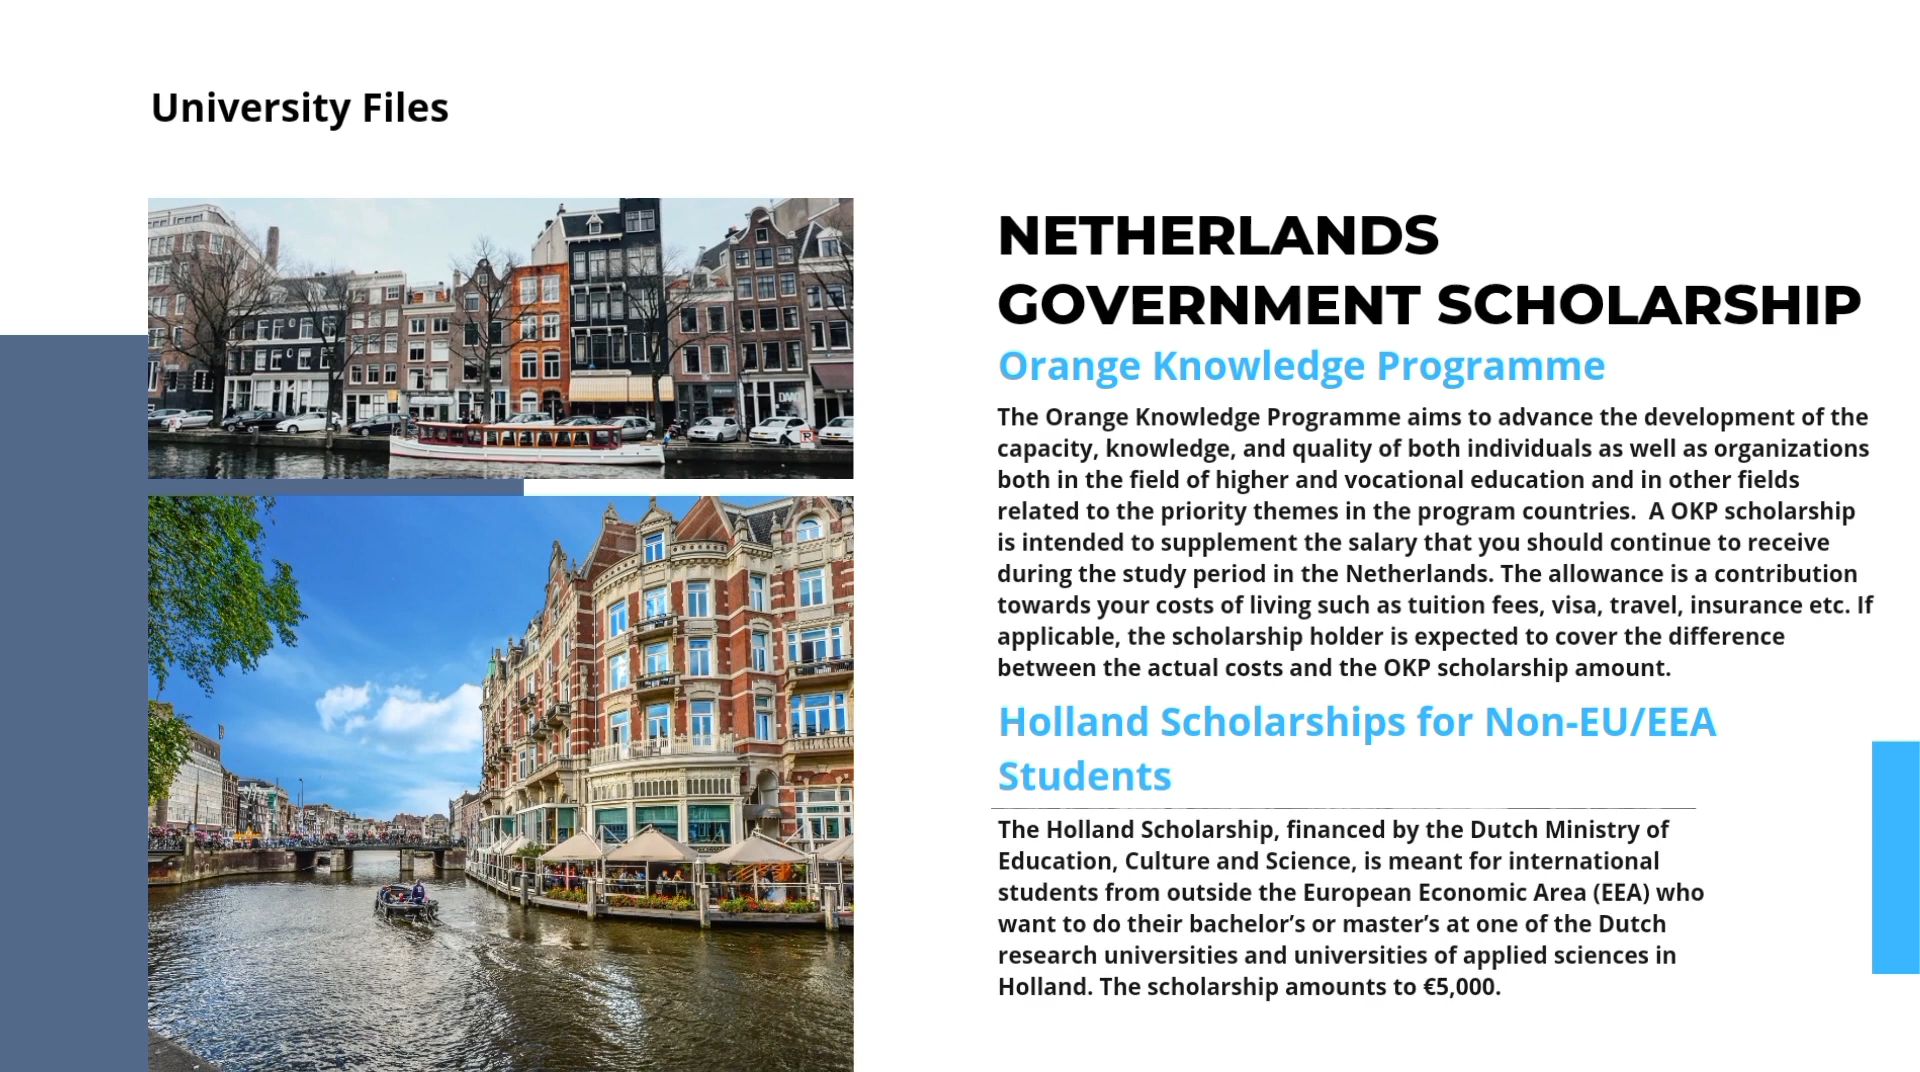 University Files
NETHERLANDS
GOVERNMENT SCHOLARSHIP
Orange Knowledge Programme
The Orange Knowledge Programme aims to advance the development of the
capacity, knowledge, and quality of both individuals as well as organizations
both in the field of higher and vocational education and in other fields
related to the priority themes in the program countries.  A OKP scholarship
is intended to supplement the salary that you should continue to receive
during the study period in the Netherlands. The allowance is a contribution
towards your costs of living such as tuition fees, visa, travel, insurance etc. If
applicable, the scholarship holder is expected to cover the difference
between the actual costs and the OKP scholarship amount.
Holland Scholarships for Non-EU/EEA
Students
The Holland Scholarship, financed by the Dutch Ministry of
Education, Culture and Science, is meant for international
students from outside the European Economic Area (EEA) who
want to do their bachelor’s or master’s at one of the Dutch
research universities and universities of applied sciences in
Holland. The scholarship amounts to €5,000.